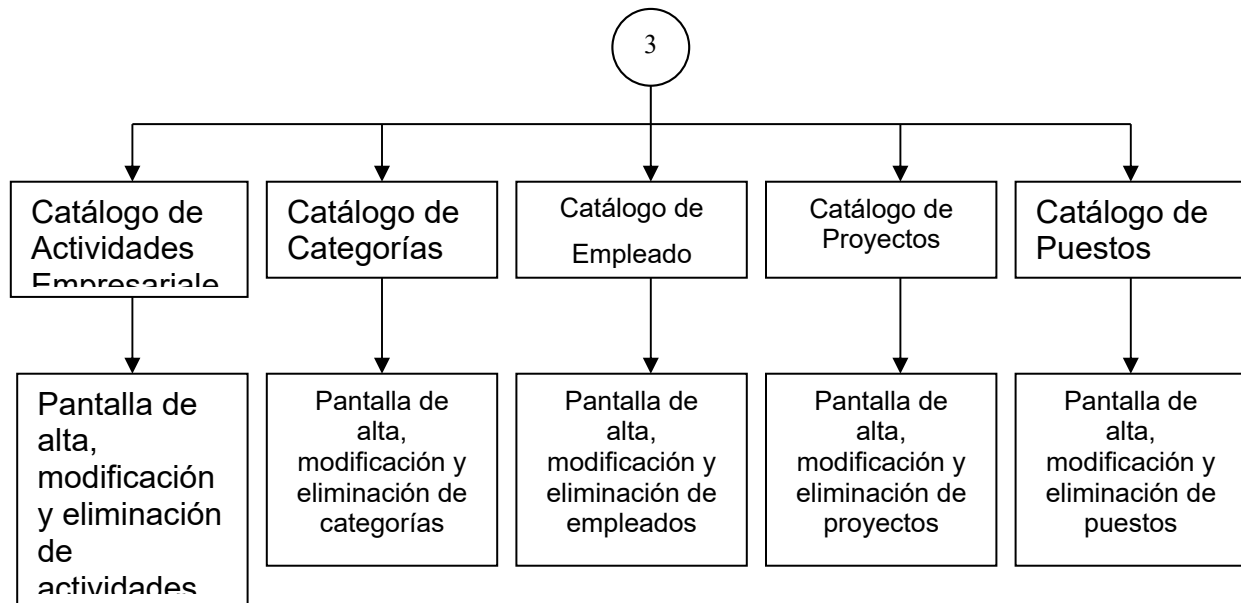 3
Catálogo de
Actividades
Empresariale
Catálogo de
Categorías
Catálogo de
Empleado
Catálogo de
Proyectos
Catálogo de
Puestos
Pantalla de
alta,
modificación
y eliminación
de
actividades
Pantalla de
alta,
modificación y
eliminación de
categorías
Pantalla de
alta,
modificación y
eliminación de
empleados
Pantalla de
alta,
modificación y
eliminación de
proyectos
Pantalla de
alta,
modificación y
eliminación de
puestos